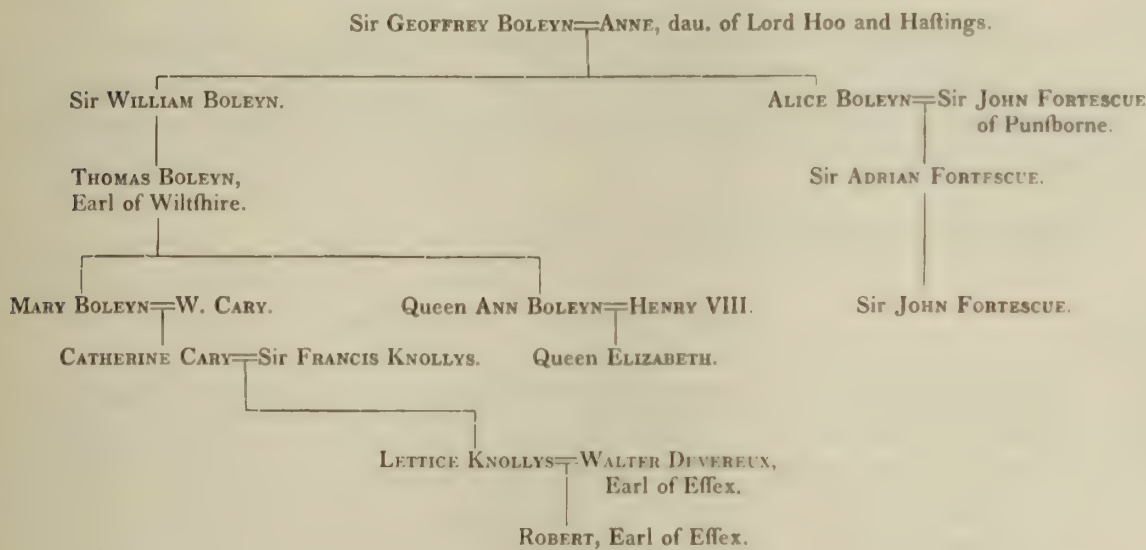 Sir GEOFFREY BOLEYN=ANNE, dau. of Lord Hoo and Haſtings.
Sir WILLIAM BOLEYN.
ALICE BOLEYN=Sir JOHN FORTESCUE
of Punſborne.
THOMAS BOLEYN,
Earl of Wiltſhire.
Sir ADRIAN FORTESCUE.
MARY BOLEYN=W. CARY.
Queen ANN BOLEYN=HENRY VIII.
Sir JOHN FORTESCUE.
CATHERINE CARY=Sir FRANCIS KNOLLYS.
Queen ELIZABETH.
LETTICE KNOLLYS=WALTER DEVEREUX,
Earl of Eſſex.
ROBERT, Earl of Eſſex.